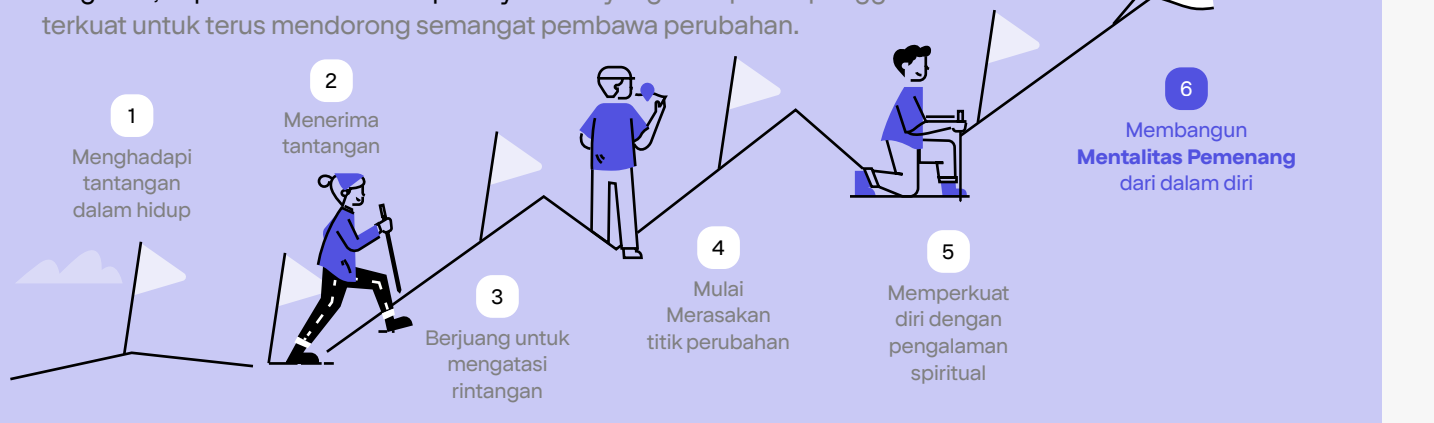 terkuat untuk terus mendorong semangat pembawa perubahan.
1
Menghadapi
tantangan
dalam hidup
2
Menerima
tantangan
3
Berjuang untuk
mengatasi
rintangan
4
Mulai
Merasakan
titik perubahan
5
Memperkuat
diri dengan
pengalaman
spiritual
6
Membangun
Mentalitas Pemenang
dari dalam diri